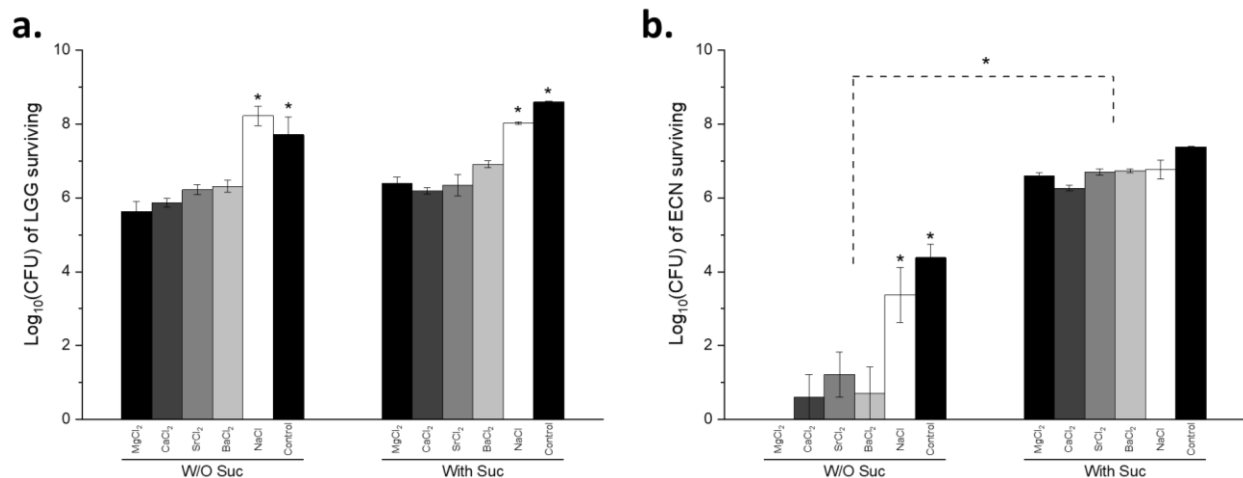 a.
Log₁₀(CFU) of LGG surviving
10
8
6
4
2
0
* * * *
MgCl₂ CaCl₂ SrCl₂ BaCl₂ NaCl Control MgCl₂ CaCl₂ SrCl₂ BaCl₂ NaCl Control
W/O Suc With Suc
b.
Log₁₀(CFU) of ECN surviving
10
8
6
4
2
0
*
* *
MgCl₂ CaCl₂ SrCl₂ BaCl₂ NaCl Control MgCl₂ CaCl₂ SrCl₂ BaCl₂ NaCl Control
W/O Suc With Suc